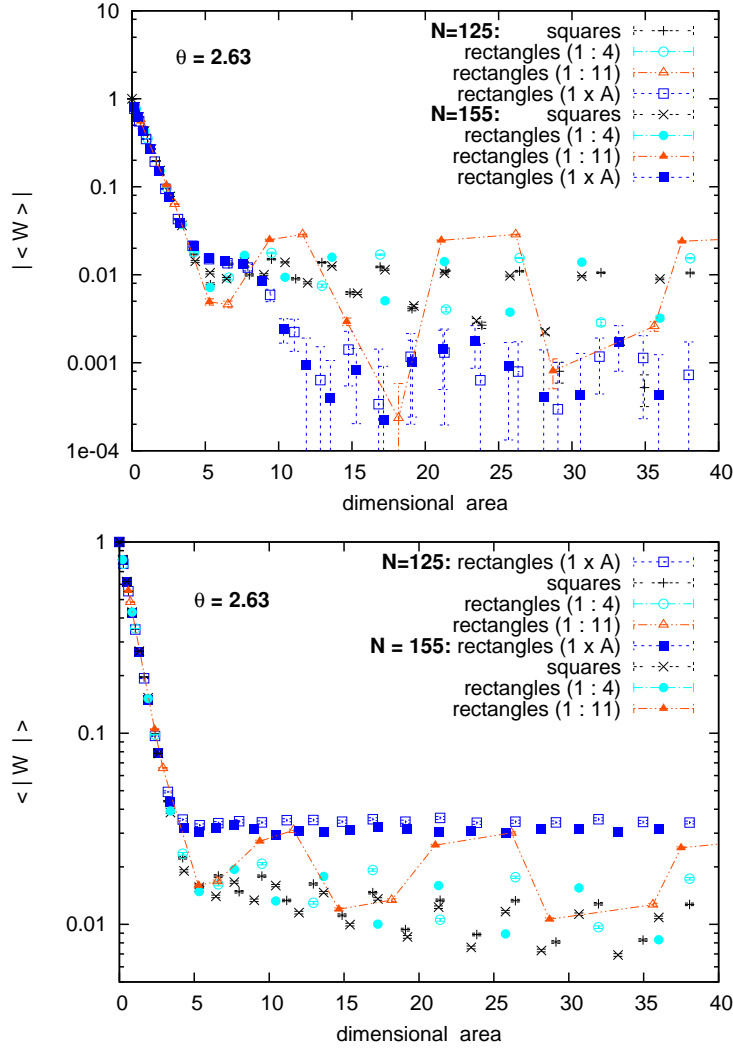 10
1
0.1
0.01
0.001
1e-04
| < W > |
θ = 2.63
N=125: squares
rectangles (1 : 4)
rectangles (1 : 11)
rectangles (1 x A)
N=155: squares
rectangles (1 : 4)
rectangles (1 : 11)
rectangles (1 x A)
0 5 10 15 20 25 30 35 40
dimensional area
1
0.1
0.01
< | W | >
θ = 2.63
N=125: rectangles (1 x A)
squares
rectangles (1 : 4)
rectangles (1 : 11)
N = 155: rectangles (1 x A)
squares
rectangles (1 : 4)
rectangles (1 : 11)
0 5 10 15 20 25 30 35 40
dimensional area